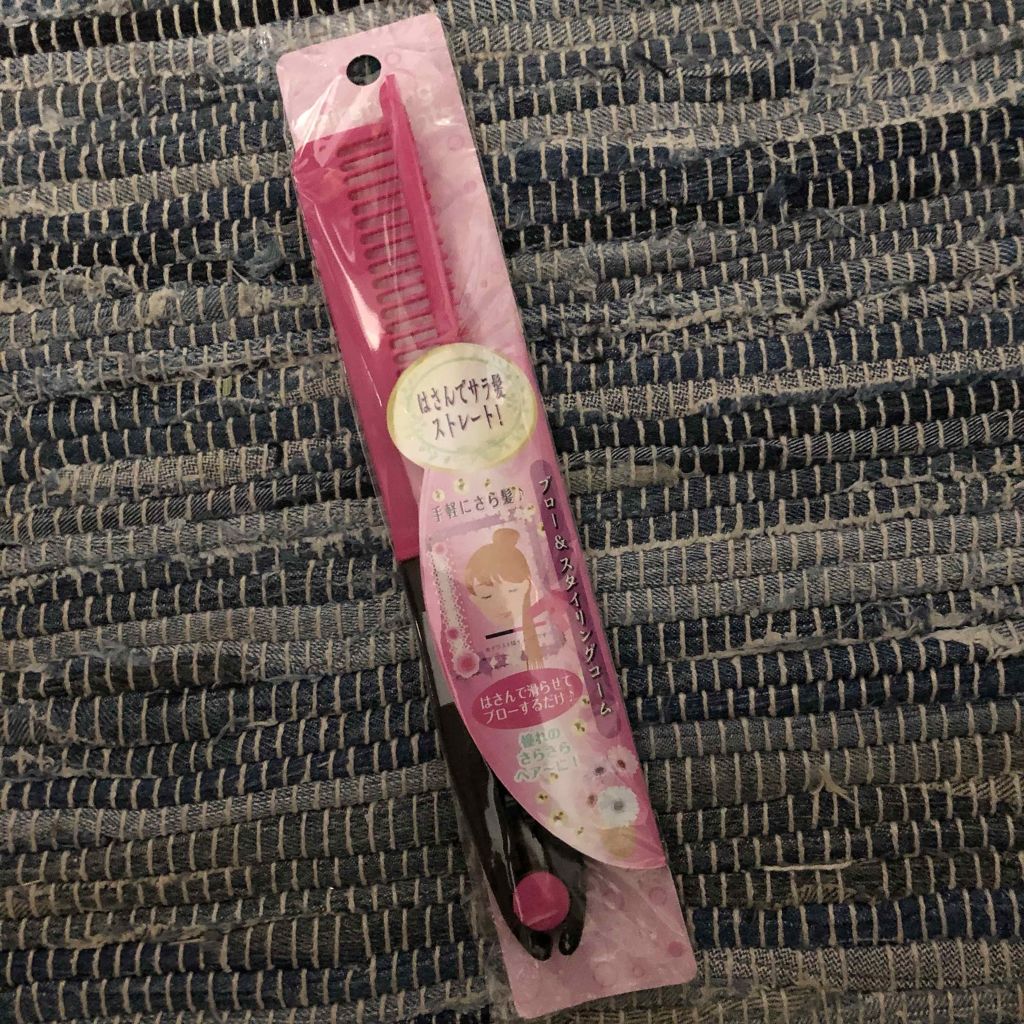 はさんでサラ髪
ストレート!
手軽にさら髪♪
ブロー&スタイリングコーム
はさんで滑らせて
ブローするだけ♪
憧れの
さらさら
ヘアーに!